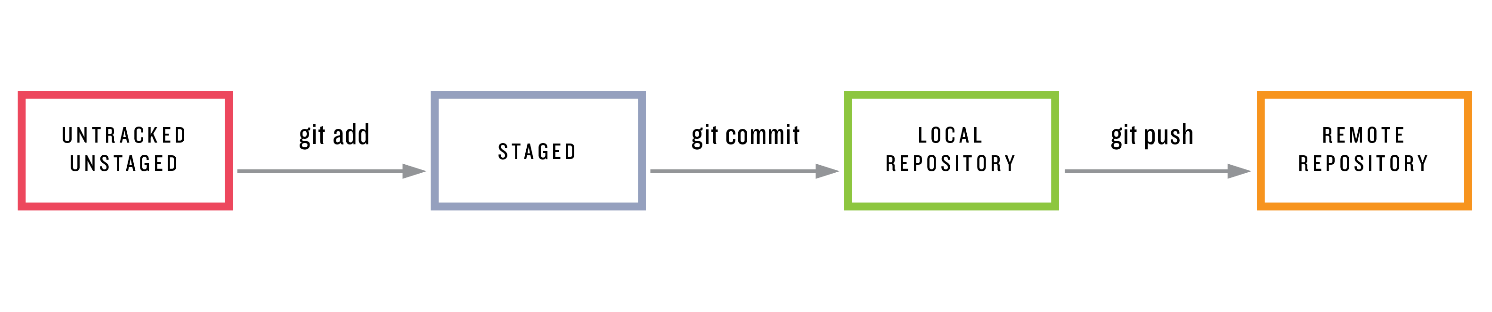 UNTRACKED
UNSTAGED
git add
STAGED
git commit
LOCAL
REPOSITORY
git push
REMOTE
REPOSITORY